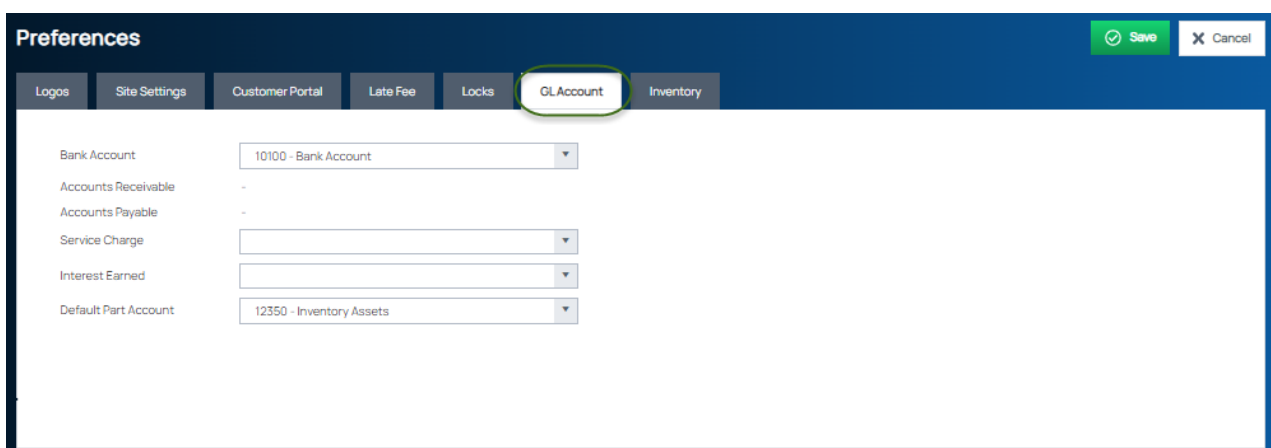 Preferences
Save
Cancel
Logos
Site Settings
Customer Portal
Late Fee
Locks
GL Account
Inventory
Bank Account
10100 - Bank Account
Accounts Receivable
-
Accounts Payable
-
Service Charge
Interest Earned
Default Part Account
12350 - Inventory Assets